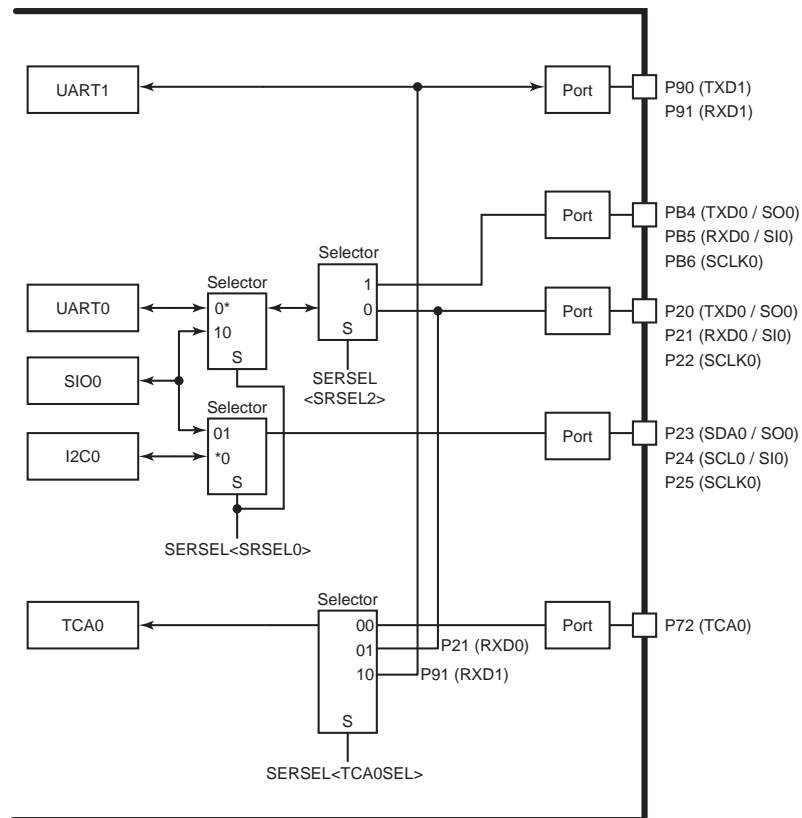 UART1
Port
P90 (TXD1)
P91 (RXD1)
Port
PB4 (TXD0 / SO0)
PB5 (RXD0 / SI0)
PB6 (SCLK0)
Selector
1
0
S
SERSEL
<SRSEL2>
Selector
0*
10
S
UART0
Port
P20 (TXD0 / SO0)
P21 (RXD0 / SI0)
P22 (SCLK0)
SIO0
Selector
01
*0
S
SERSEL<SRSEL0>
I2C0
Port
P23 (SDA0 / SO0)
P24 (SCL0 / SI0)
P25 (SCLK0)
TCA0
Selector
00
01
10
S
SERSEL<TCA0SEL>
P21 (RXD0)
P91 (RXD1)
Port
P72 (TCA0)